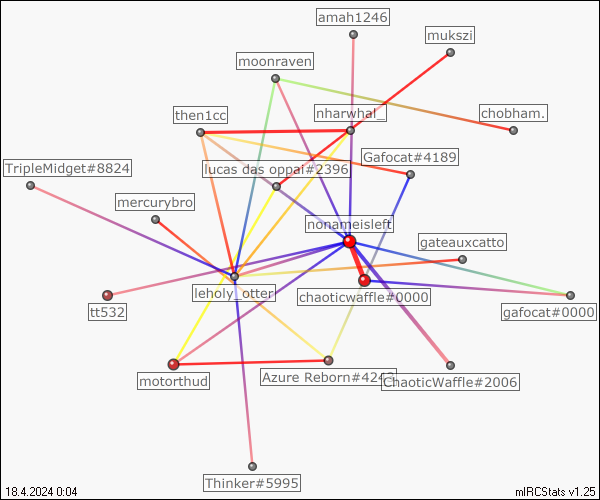 amah1246
mukszi
moonraven
nharwhal_
then1cc
chobham.
Gafocat#4189
TripleMidget#8824
lucas das oppai#2396
mercurybro
nonameisleft
gateauxcatto
leholy_otter
chaoticwaffle#0000
tt532
gafocat#0000
motorthud
Azure Reborn#4243
ChaoticWaffle#2006
Thinker#5995
18.4.2024 0:04
mIRCStats v1.25